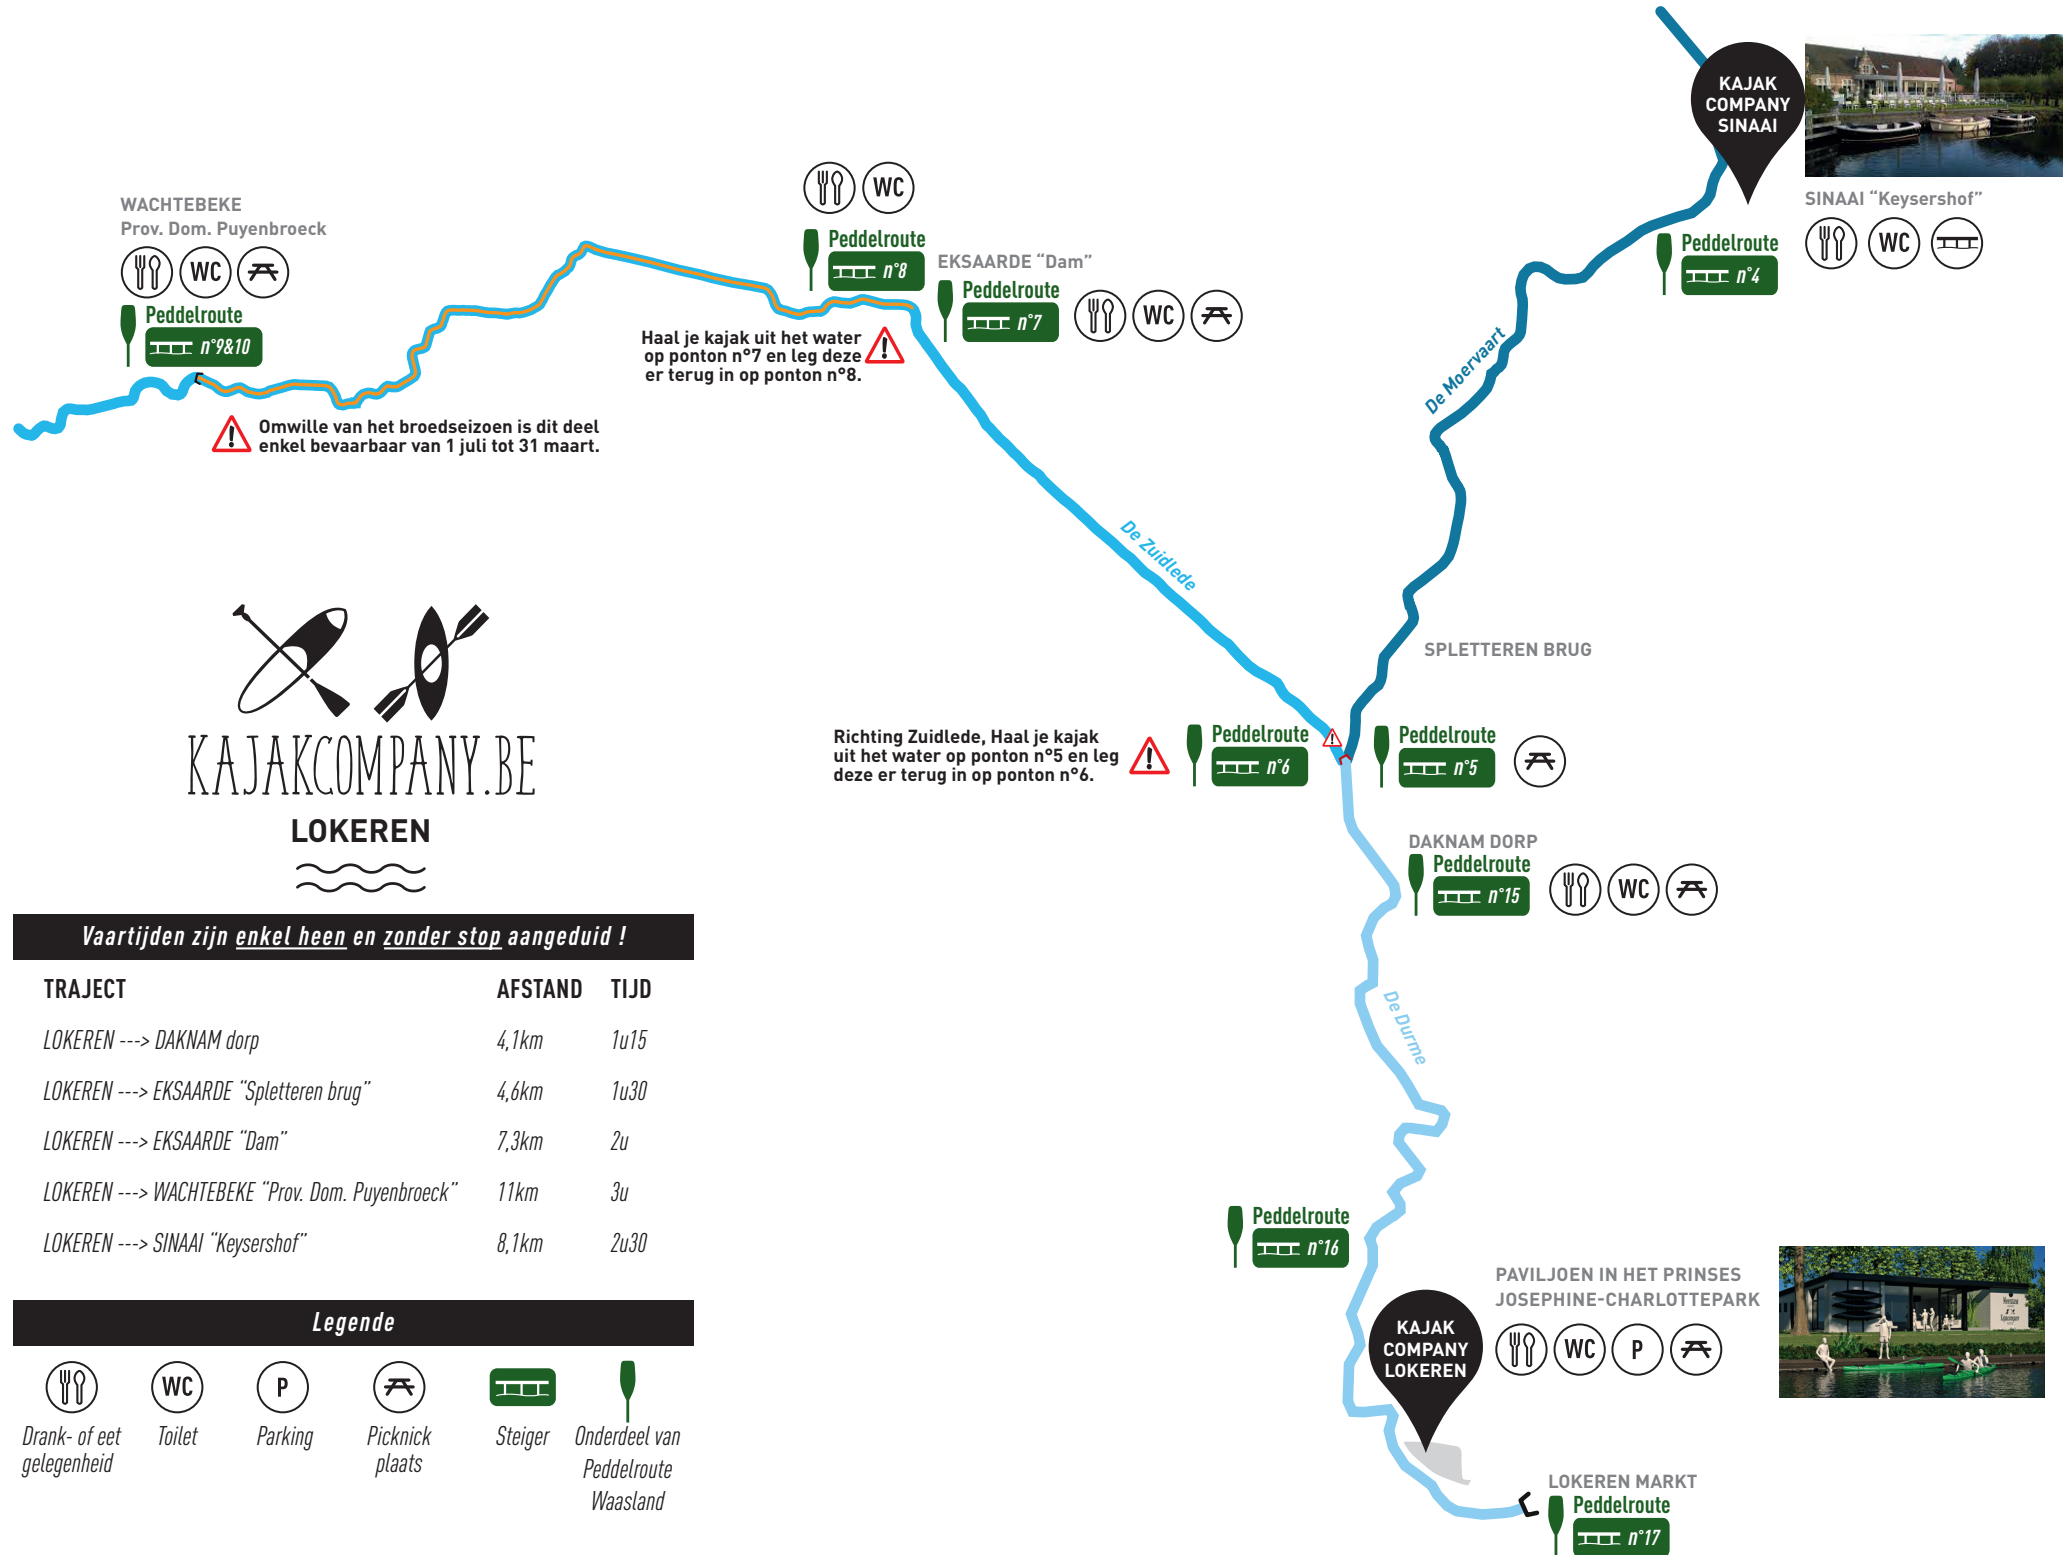 KAJAK
COMPANY
SINAAI
SINAAI “Keysershof”
WC
Peddelroute
n°4
WACHTEBEKE
Prov. Dom. Puyenbroeck
WC
Peddelroute
n°9&10
WC
Peddelroute
n°8
EKSAARDE “Dam”
Peddelroute
n°7
WC
Haal je kajak uit het water
op ponton n°7 en leg deze
er terug in op ponton n°8.
!
Omwille van het broedseizoen is dit deel
enkel bevaarbaar van 1 juli tot 31 maart.
!
De Moervaart
De Zuidlede
SPLETTEREN BRUG
Richting Zuidlede, Haal je kajak
uit het water op ponton n°5 en leg
deze er terug in op ponton n°6.
!
Peddelroute
n°6
!
Peddelroute
n°5
DAKNAM DORP
Peddelroute
n°15
WC
De Durme
Peddelroute
n°16
PAVILJOEN IN HET PRINSES
JOSEPHINE-CHARLOTTEPARK
WC
P
KAJAK
COMPANY
LOKEREN
LOKEREN MARKT
Peddelroute
n°17
KAJAKCOMPANY.BE
LOKEREN
Vaartijden zijn enkel heen en zonder stop aangeduid !
TRAJECT AFSTAND TIJD
LOKEREN ---> DAKNAM dorp 4,1km 1u15
LOKEREN ---> EKSAARDE “Spletteren brug” 4,6km 1u30
LOKEREN ---> EKSAARDE “Dam” 7,3km 2u
LOKEREN ---> WACHTEBEKE “Prov. Dom. Puyenbroeck” 11km 3u
LOKEREN ---> SINAAI “Keysershof” 8,1km 2u30
Legende
WC
P
Drank- of eet
gelegenheid
Toilet
Parking
Picknick
plaats
Steiger
Onderdeel van
Peddelroute
Waasland